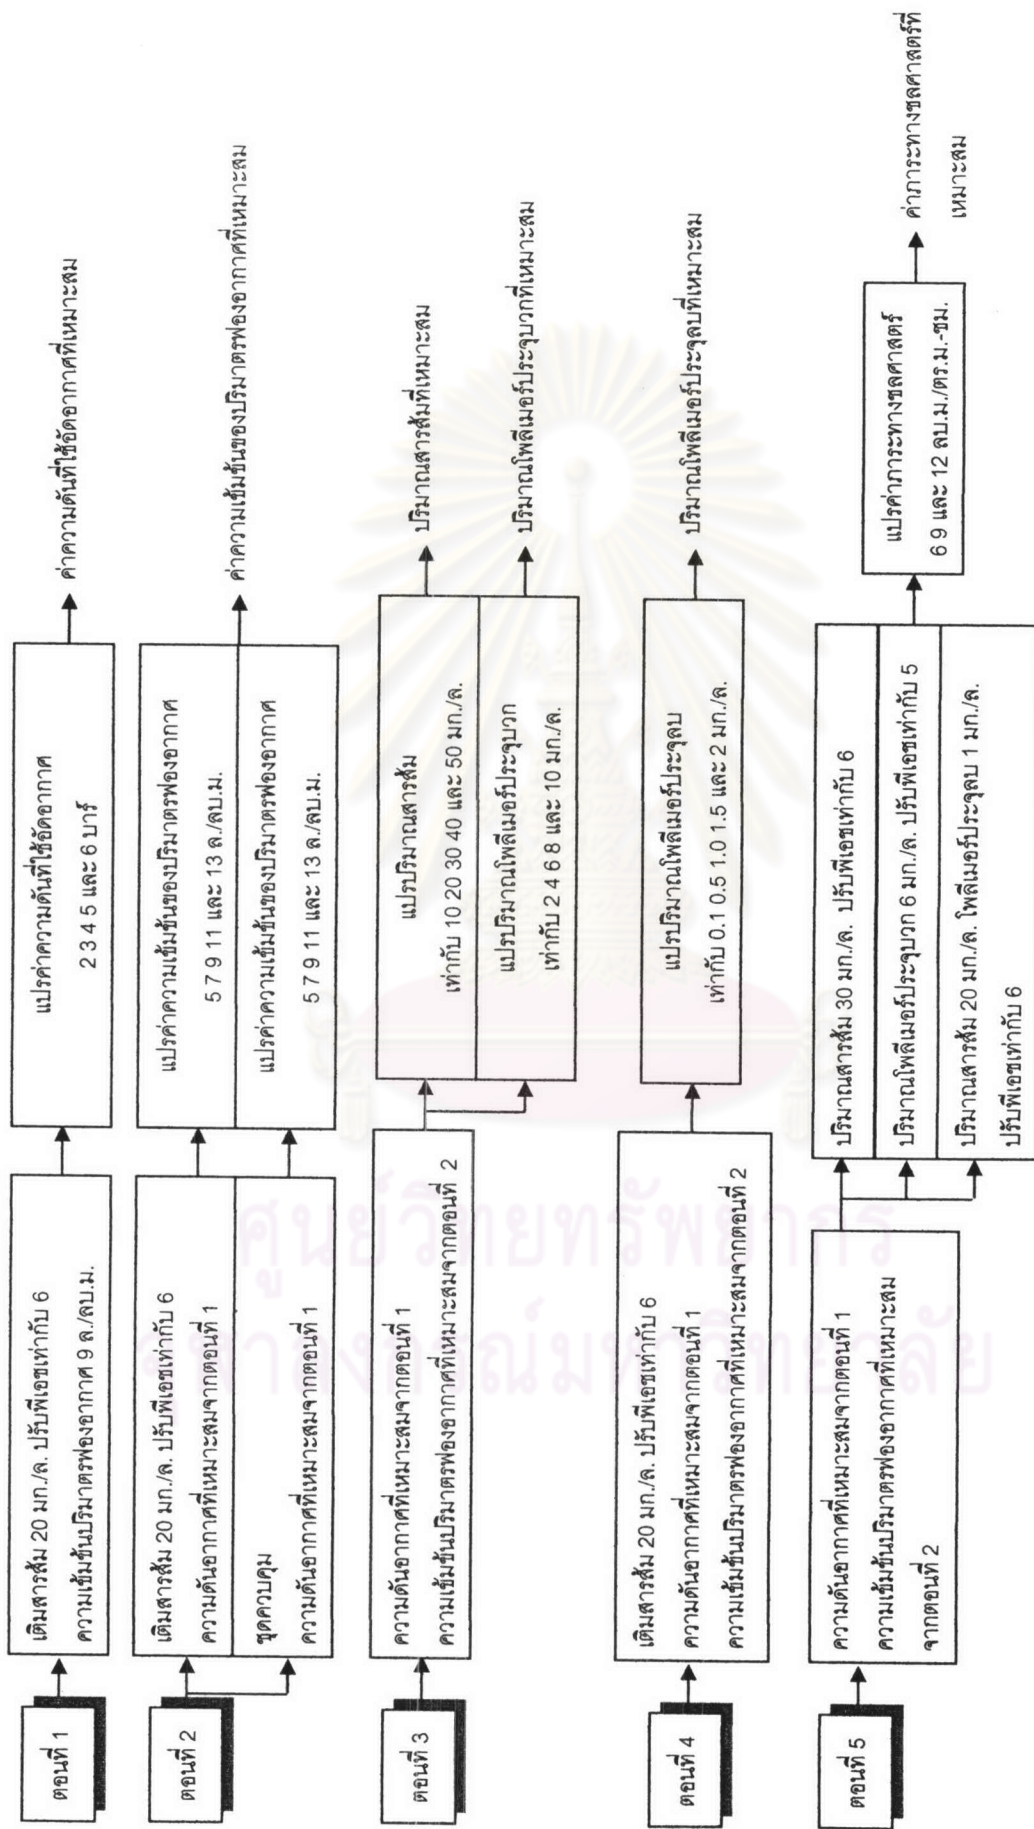 ตอนที่ 1
เติมสารส้ม 20 มก./ล. ปรับพีเอชเท่ากับ 6
ความเข้มข้นปริมาตรฟองอากาศ 9 ล./ลบ.ม.
แปรค่าความดันที่ใช้อัดอากาศ
2 3 4 5 และ 6 บาร์
ค่าความดันที่ใช้อัดอากาศที่เหมาะสม
ตอนที่ 2
เติมสารส้ม 20 มก./ล. ปรับพีเอชเท่ากับ 6
ความดันอากาศที่เหมาะสมจากตอนที่ 1
ชุดควบคุม
ความดันอากาศที่เหมาะสมจากตอนที่ 1
แปรค่าความเข้มข้นของปริมาตรฟองอากาศ
5 7 9 11 และ 13 ล./ลบ.ม.
แปรค่าความเข้มข้นของปริมาตรฟองอากาศ
5 7 9 11 และ 13 ล./ลบ.ม.
ค่าความเข้มข้นของปริมาตรฟองอากาศที่เหมาะสม
ตอนที่ 3
ความดันอากาศที่เหมาะสมจากตอนที่ 1
ความเข้มข้นปริมาตรฟองอากาศที่เหมาะสมจากตอนที่ 2
แปรปริมาณสารส้ม
เท่ากับ 10 20 30 40 และ 50 มก./ล.
แปรปริมาณโพลีเมอร์ประจุบวก
เท่ากับ 2 4 6 8 และ 10 มก./ล.
ปริมาณสารส้มที่เหมาะสม
ปริมาณโพลีเมอร์ประจุบวกที่เหมาะสม
ตอนที่ 4
เติมสารส้ม 20 มก./ล. ปรับพีเอชเท่ากับ 6
ความดันอากาศที่เหมาะสมจากตอนที่ 1
ความเข้มข้นปริมาตรฟองอากาศที่เหมาะสมจากตอนที่ 2
แปรปริมาณโพลีเมอร์ประจุลบ
เท่ากับ 0.1 0.5 1.0 1.5 และ 2 มก./ล.
ปริมาณโพลีเมอร์ประจุลบที่เหมาะสม
ตอนที่ 5
ความดันอากาศที่เหมาะสมจากตอนที่ 1
ความเข้มข้นปริมาตรฟองอากาศที่เหมาะสม
จากตอนที่ 2
ปริมาณสารส้ม 30 มก./ล. ปรับพีเอชเท่ากับ 6
ปริมาณโพลีเมอร์ประจุบวก 6 มก./ล. ปรับพีเอชเท่ากับ 5
ปริมาณสารส้ม 20 มก./ล. โพลีเมอร์ประจุลบ 1 มก./ล.
ปรับพีเอชเท่ากับ 6
แปรค่าภาระทางชลศาสตร์
6 9 และ 12 ลบ.ม./ตร.ม.-ชม.
ค่าภาระทางชลศาสตร์ที่
เหมาะสม
ศูนย์วิทยทรัพยากร
จุฬาลงกรณ์มหาวิทยาลัย